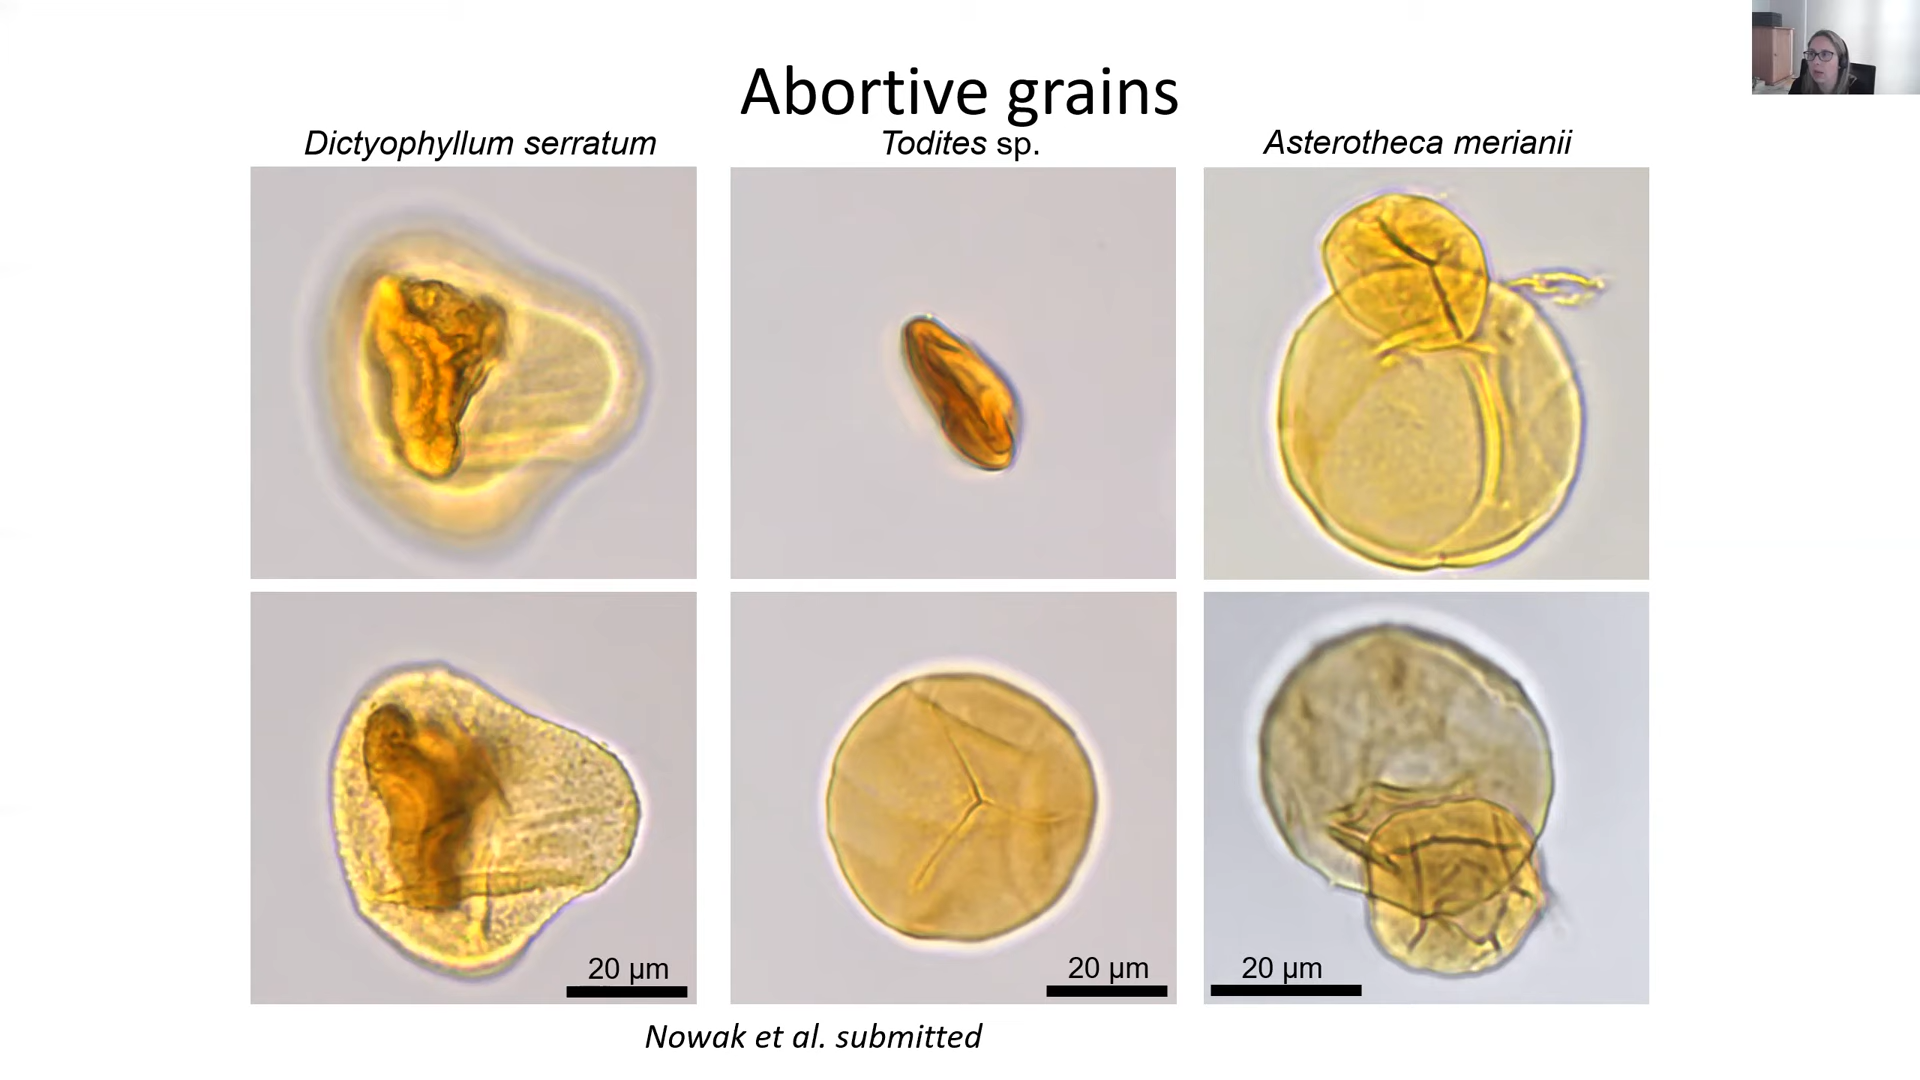 Abortive grains
Dictyophyllum serratum
Todites sp.
Asterotheca merianii
20 µm
20 µm
20 µm
Nowak et al. submitted